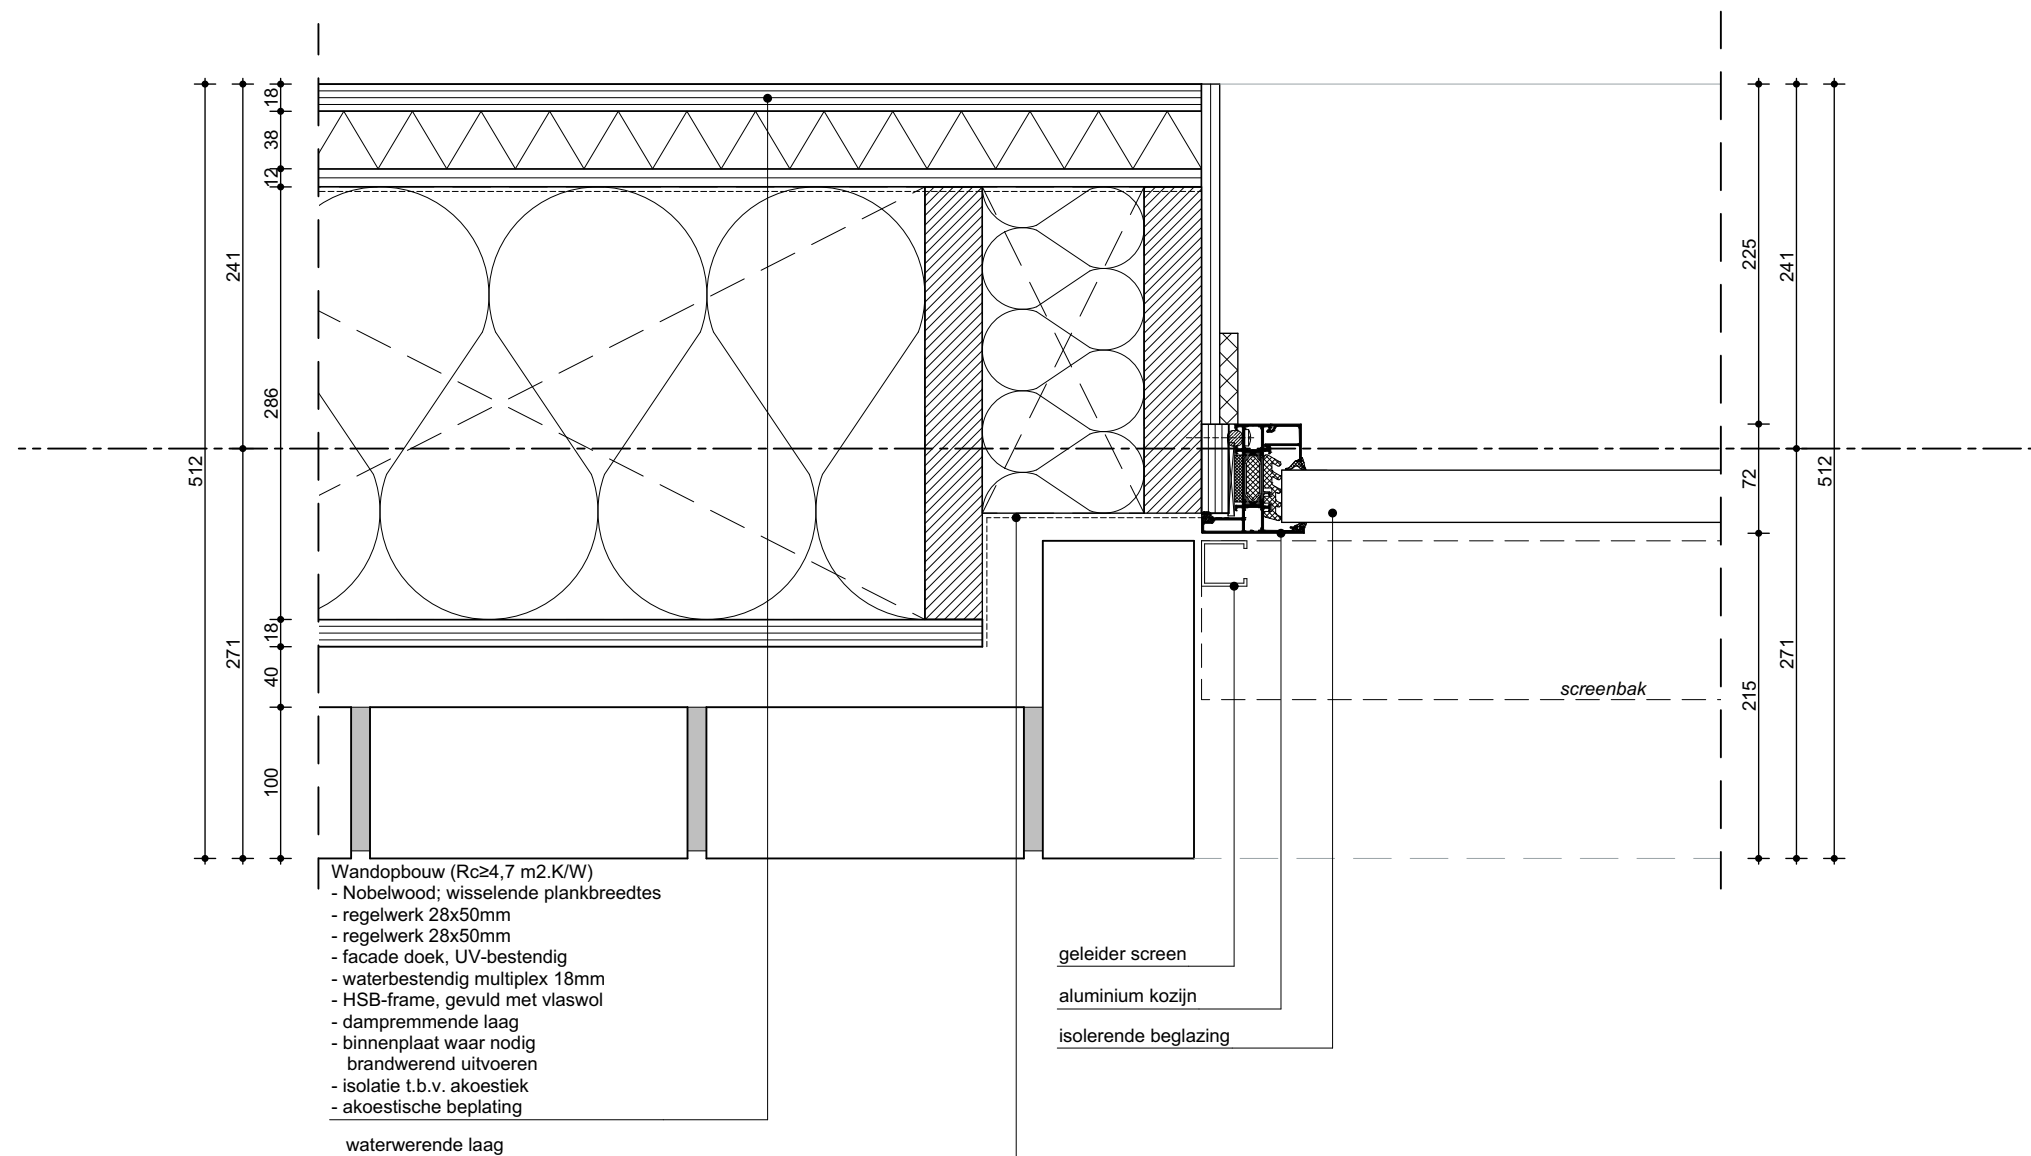 18
38
12
241
286
512
18
271
40
100
225
241
72
512
271
215
screenbak
Wandopbouw (Rc≥4,7 m2.K/W)
- Nobelwood; wisselende plankbreedtes
- regelwerk 28x50mm
- regelwerk 28x50mm
- facade doek, UV-bestendig
- waterbestendig multiplex 18mm
- HSB-frame, gevuld met vlaswol
- dampremmende laag
- binnenplaat waar nodig
brandwerend uitvoeren
- isolatie t.b.v. akoestiek
- akoestische beplating
waterwerende laag
geleider screen
aluminium kozijn
isolerende beglazing